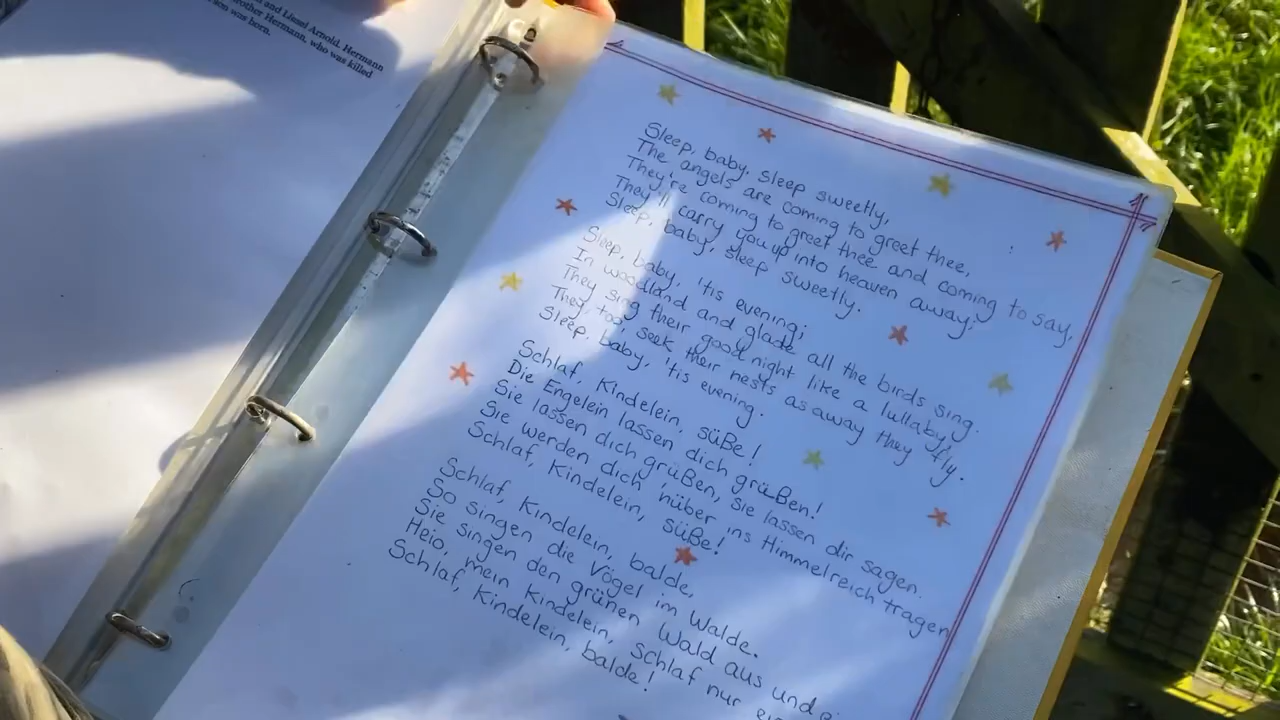 and Liesel Arnold. Hermann
brother Hermann, who was killed
was born.
Sleep, baby, sleep sweetly,
The angels are coming to greet thee,
They're coming to greet thee and coming to say,
They'll carry you up into heaven away;
Sleep, baby, sleep sweetly.
Sleep, baby, 'tis evening;
In woodland and glade all the birds sing.
They sing their good night like a lullaby,
They, too, seek their nests as away they fly.
Sleep, baby, 'tis evening.
Schlaf, Kindelein, süße!
Die Engelein lassen dich grüßen!
Sie lassen dich grüßen, sie lassen dir sagen.
Sie werden dich 'nüber ins Himmelreich tragen
Schlaf, Kindelein, süße!
Schlaf, Kindelein, balde,
So singen die Vögel im Walde.
Sie singen den grünen Wald aus und
Heio, mein Kindelein, schlaf nur
Schlaf, Kindelein, balde!